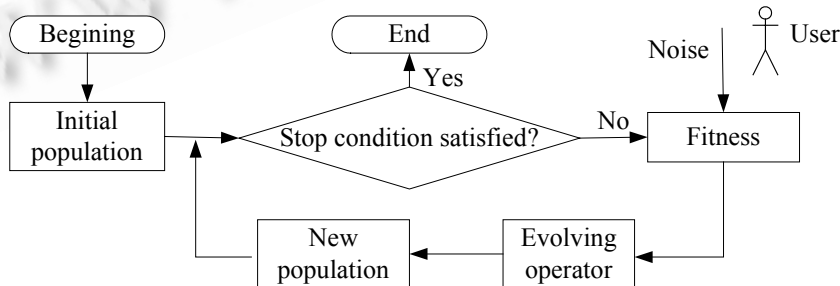 Begining
End
User
Noise
Yes
Initial
population
Stop condition satisfied?
No
Fitness
New
population
Evolving
operator